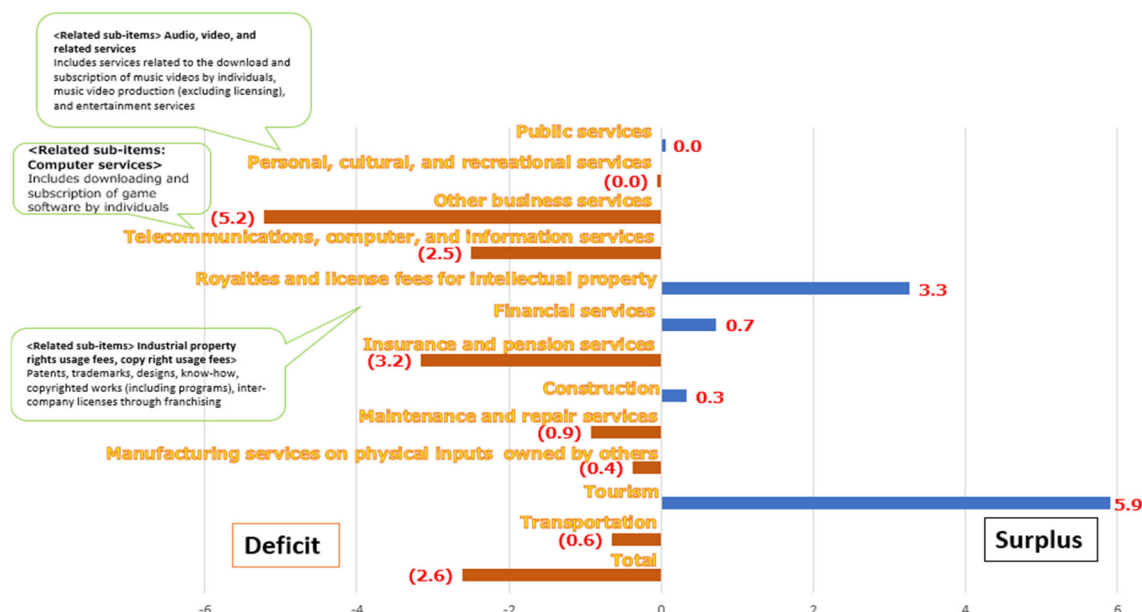 <Related sub-items> Audio, video, and
related services
Includes services related to the download and
subscription of music videos by individuals,
music video production (excluding licensing),
and entertainment services
<Related sub-items:
Computer services>
Includes downloading and
subscription of game
software by individuals
<Related sub-items> Industrial property
rights usage fees, copy right usage fees>
Patents, trademarks, designs, know-how,
copyrighted works (including programs), inter-
company licenses through franchising
Public services
0.0
Personal, cultural, and recreational services
(0.0)
Other business services
(5.2)
Telecommunications, computer, and information services
(2.5)
Royalties and license fees for intellectual property
3.3
Financial services
0.7
Insurance and pension services
(3.2)
Construction
0.3
Maintenance and repair services
(0.9)
Manufacturing services on physical inputs owned by others
(0.4)
Tourism
5.9
Transportation
(0.6)
Total
(2.6)
Deficit
Surplus
-6 -4 -2 0 2 4 6